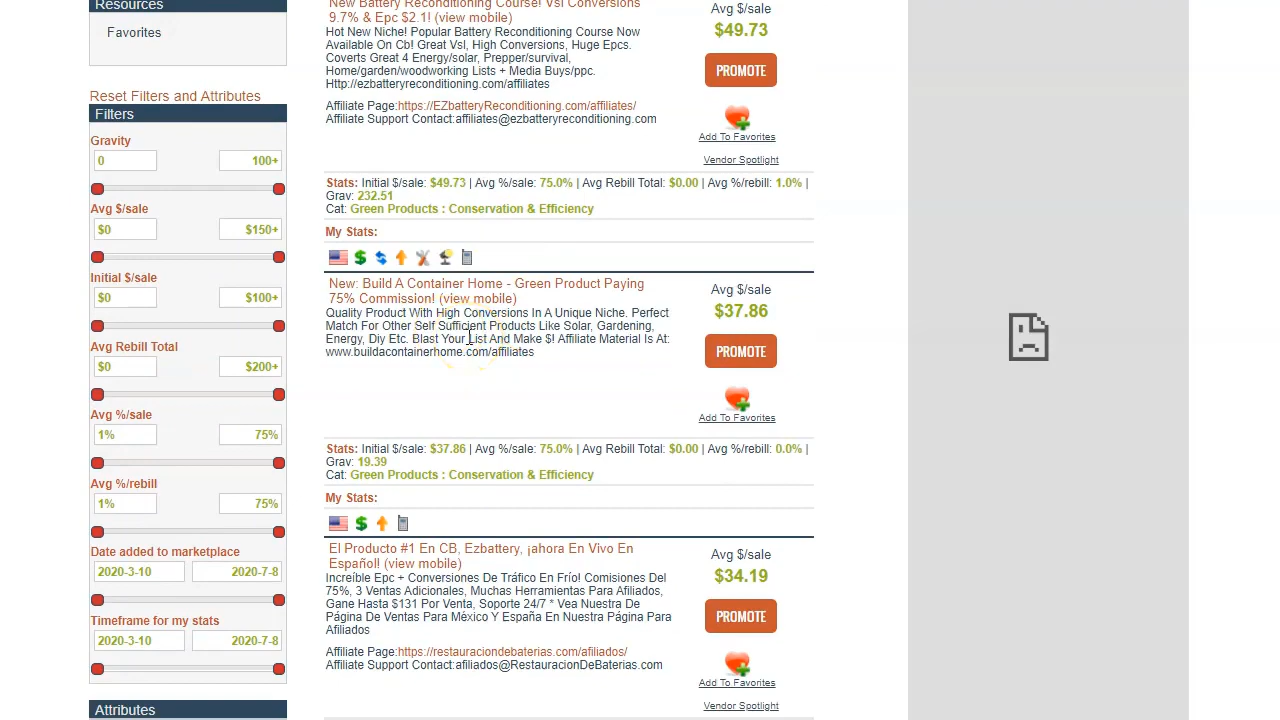 Resources
Favorites
Reset Filters and Attributes
Filters
Gravity
0 100+
Avg $/sale
$0 $150+
Initial $/sale
$0 $100+
Avg Rebill Total
$0 $200+
Avg %/sale
1% 75%
Avg %/rebill
1% 75%
Date added to marketplace
2020-3-10 2020-7-8
Timeframe for my stats
2020-3-10 2020-7-8
Attributes
New Battery Reconditioning Course! Vsl Conversions
9.7% & Epc $2.1! (view mobile)
Hot New Niche! Popular Battery Reconditioning Course Now
Available On Cb! Great Vsl, High Conversions, Huge Epcs.
Coverts Great 4 Energy/solar, Prepper/survival,
Home/garden/woodworking Lists + Media Buys/ppc.
Http://ezbatteryreconditioning.com/affiliates
Affiliate Page:https://EZbatteryReconditioning.com/affiliates/
Affiliate Support Contact:affiliates@ezbatteryreconditioning.com
Avg $/sale
$49.73
PROMOTE
Add To Favorites
Vendor Spotlight
Stats: Initial $/sale: $49.73 | Avg %/sale: 75.0% | Avg Rebill Total: $0.00 | Avg %/rebill: 1.0% |
Grav: 232.51
Cat: Green Products : Conservation & Efficiency
My Stats:
New: Build A Container Home - Green Product Paying
75% Commission! (view mobile)
Quality Product With High Conversions In A Unique Niche. Perfect
Match For Other Self Sufficient Products Like Solar, Gardening,
Energy, Diy Etc. Blast Your List And Make $! Affiliate Material Is At:
www.buildacontainerhome.com/affiliates
Avg $/sale
$37.86
PROMOTE
Add To Favorites
Stats: Initial $/sale: $37.86 | Avg %/sale: 75.0% | Avg Rebill Total: $0.00 | Avg %/rebill: 0.0% |
Grav: 19.39
Cat: Green Products : Conservation & Efficiency
My Stats:
El Producto #1 En CB, Ezbattery, ¡ahora En Vivo En
Español! (view mobile)
Increíble Epc + Conversiones De Tráfico En Frío! Comisiones Del
75%, 3 Ventas Adicionales, Muchas Herramientas Para Afiliados,
Gane Hasta $131 Por Venta, Soporte 24/7 * Vea Nuestra De
Página De Ventas Para México Y España En Nuestra Página Para
Afiliados
Affiliate Page:https://restauraciondebaterias.com/afiliados/
Affiliate Support Contact:afiliados@RestauracionDeBaterias.com
Avg $/sale
$34.19
PROMOTE
Add To Favorites
Vendor Spotlight